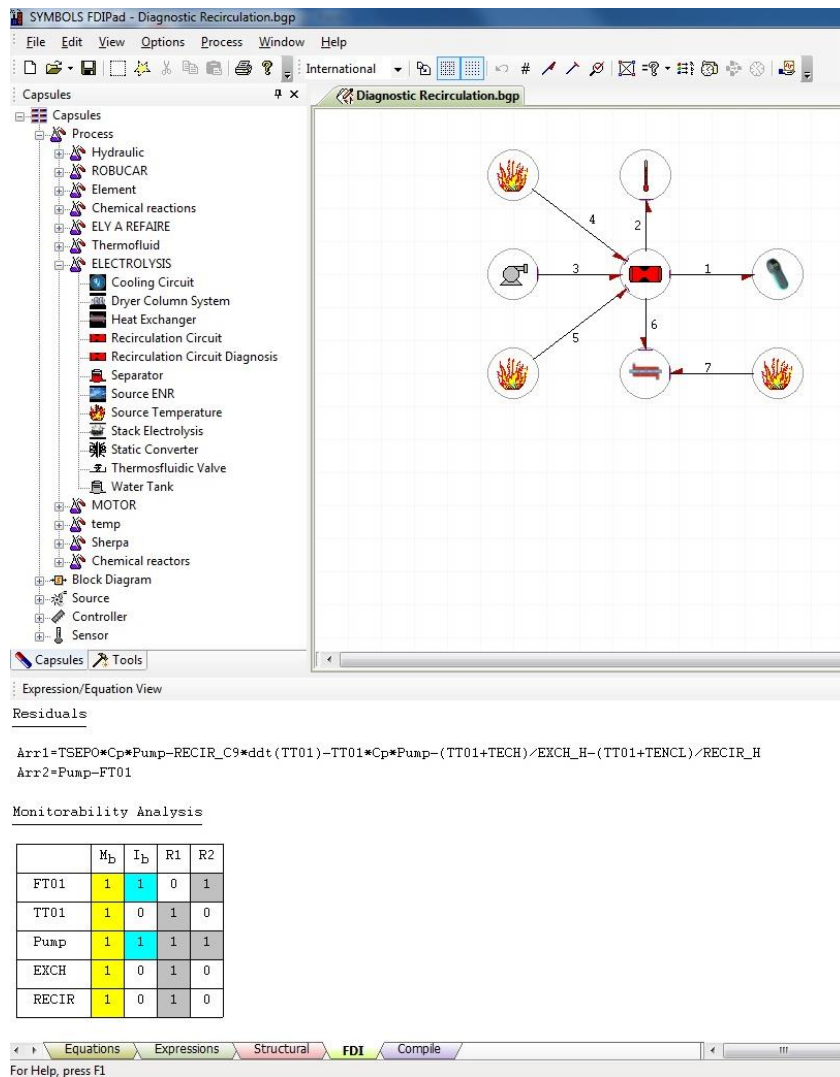 SYMBOLS FDIPad - Diagnostic Recirculation.bgp
File Edit View Options Process Window Help
International
Capsules
Diagnostic Recirculation.bgp
Capsules
Process
Hydraulic
ROBUCAR
Element
Chemical reactions
ELY A REFAIRE
Thermofluid
ELECTROLYSIS
Cooling Circuit
Dryer Column System
Heat Exchanger
Recirculation Circuit
Recirculation Circuit Diagnosis
Separator
Source ENR
Source Temperature
Stack Electrolysis
Static Converter
Thermosfluidic Valve
Water Tank
MOTOR
temp
Sherpa
Chemical reactors
Block Diagram
Source
Controller
Sensor
Capsules Tools
4
2
3
1
5
6
7
Expression/Equation View
Residuals
Arr1=TSEPO*Cp*Pump-RECIR_C9*ddt(TT01)-TT01*Cp*Pump-(TT01+TECH)/EXCH_H-(TT01+TENCL)/RECIR_H
Arr2=Pump-FT01
Monitorability Analysis
Mb Ib R1 R2
FT01 1 1 0 1
TT01 1 0 1 0
Pump 1 1 1 1
EXCH 1 0 1 0
RECIR 1 0 1 0
Equations Expressions Structural FDI Compile
For Help, press F1